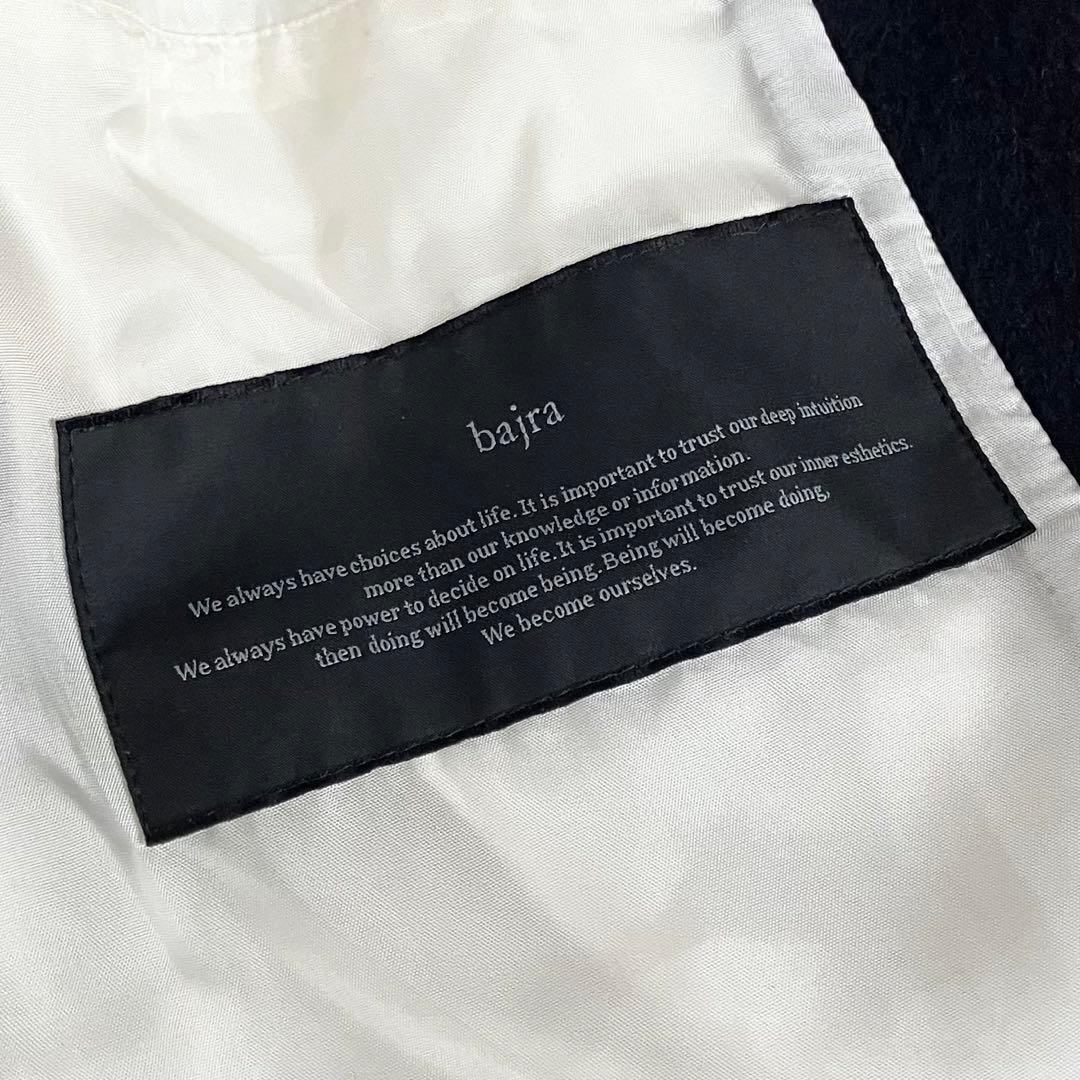 bajra
We always have choices about life. It is important to trust our deep intuition
more than our knowledge or information.
We always have power to decide on life. It is important to trust our inner esthetics.
then doing will become being. Being will become doing,
We become ourselves.